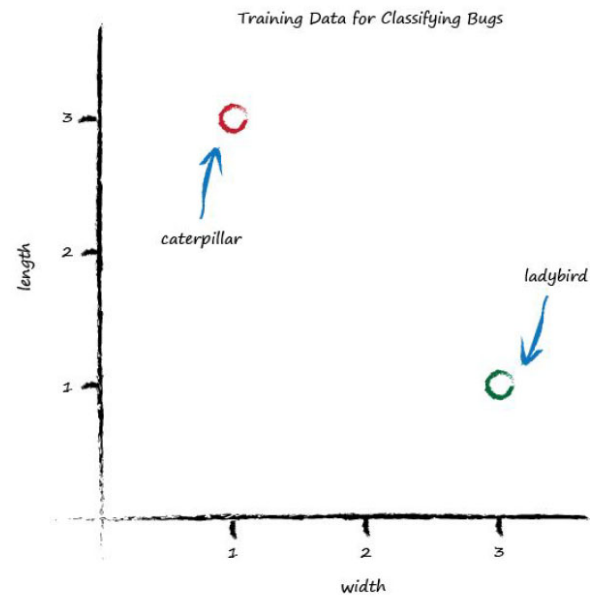 Training Data for Classifying Bugs
3
caterpillar
2
length
ladybird
1
1 2 3
width